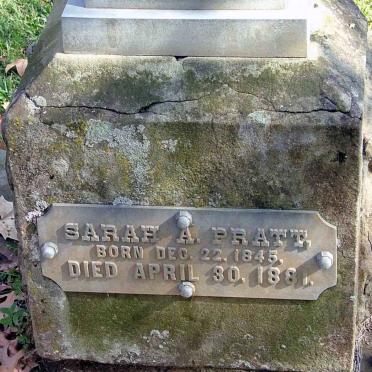 SARAH A. PRATT,
BORN DEC. 22, 1845,
DIED APRIL 30, 1881.